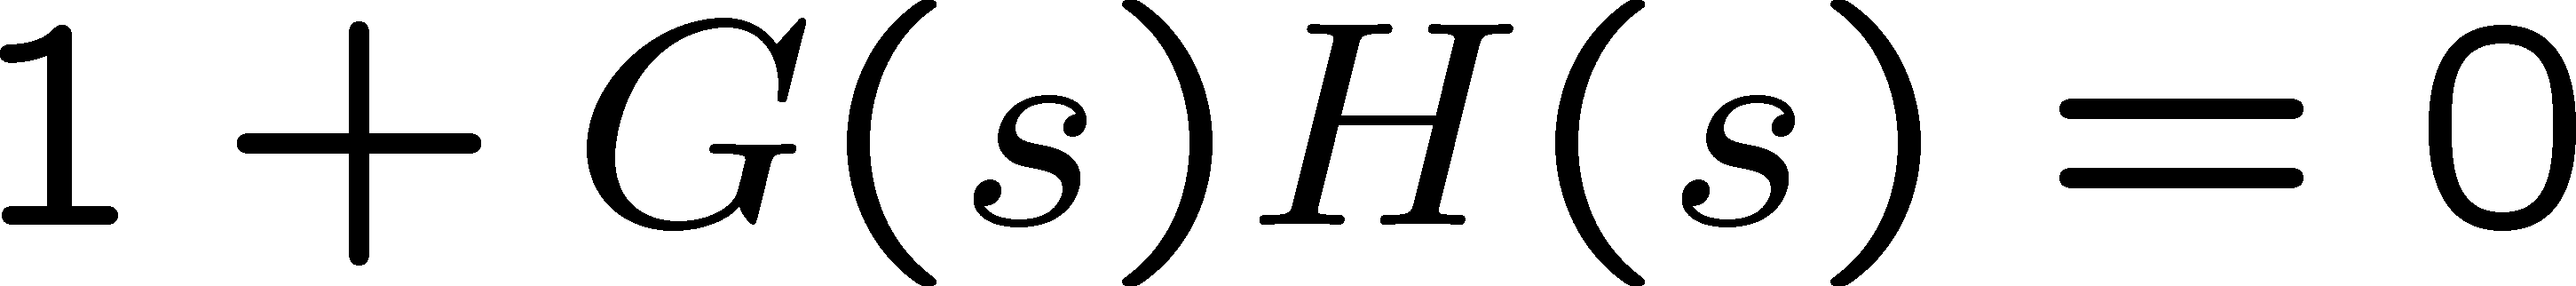 1 + G(s)H(s) = 0